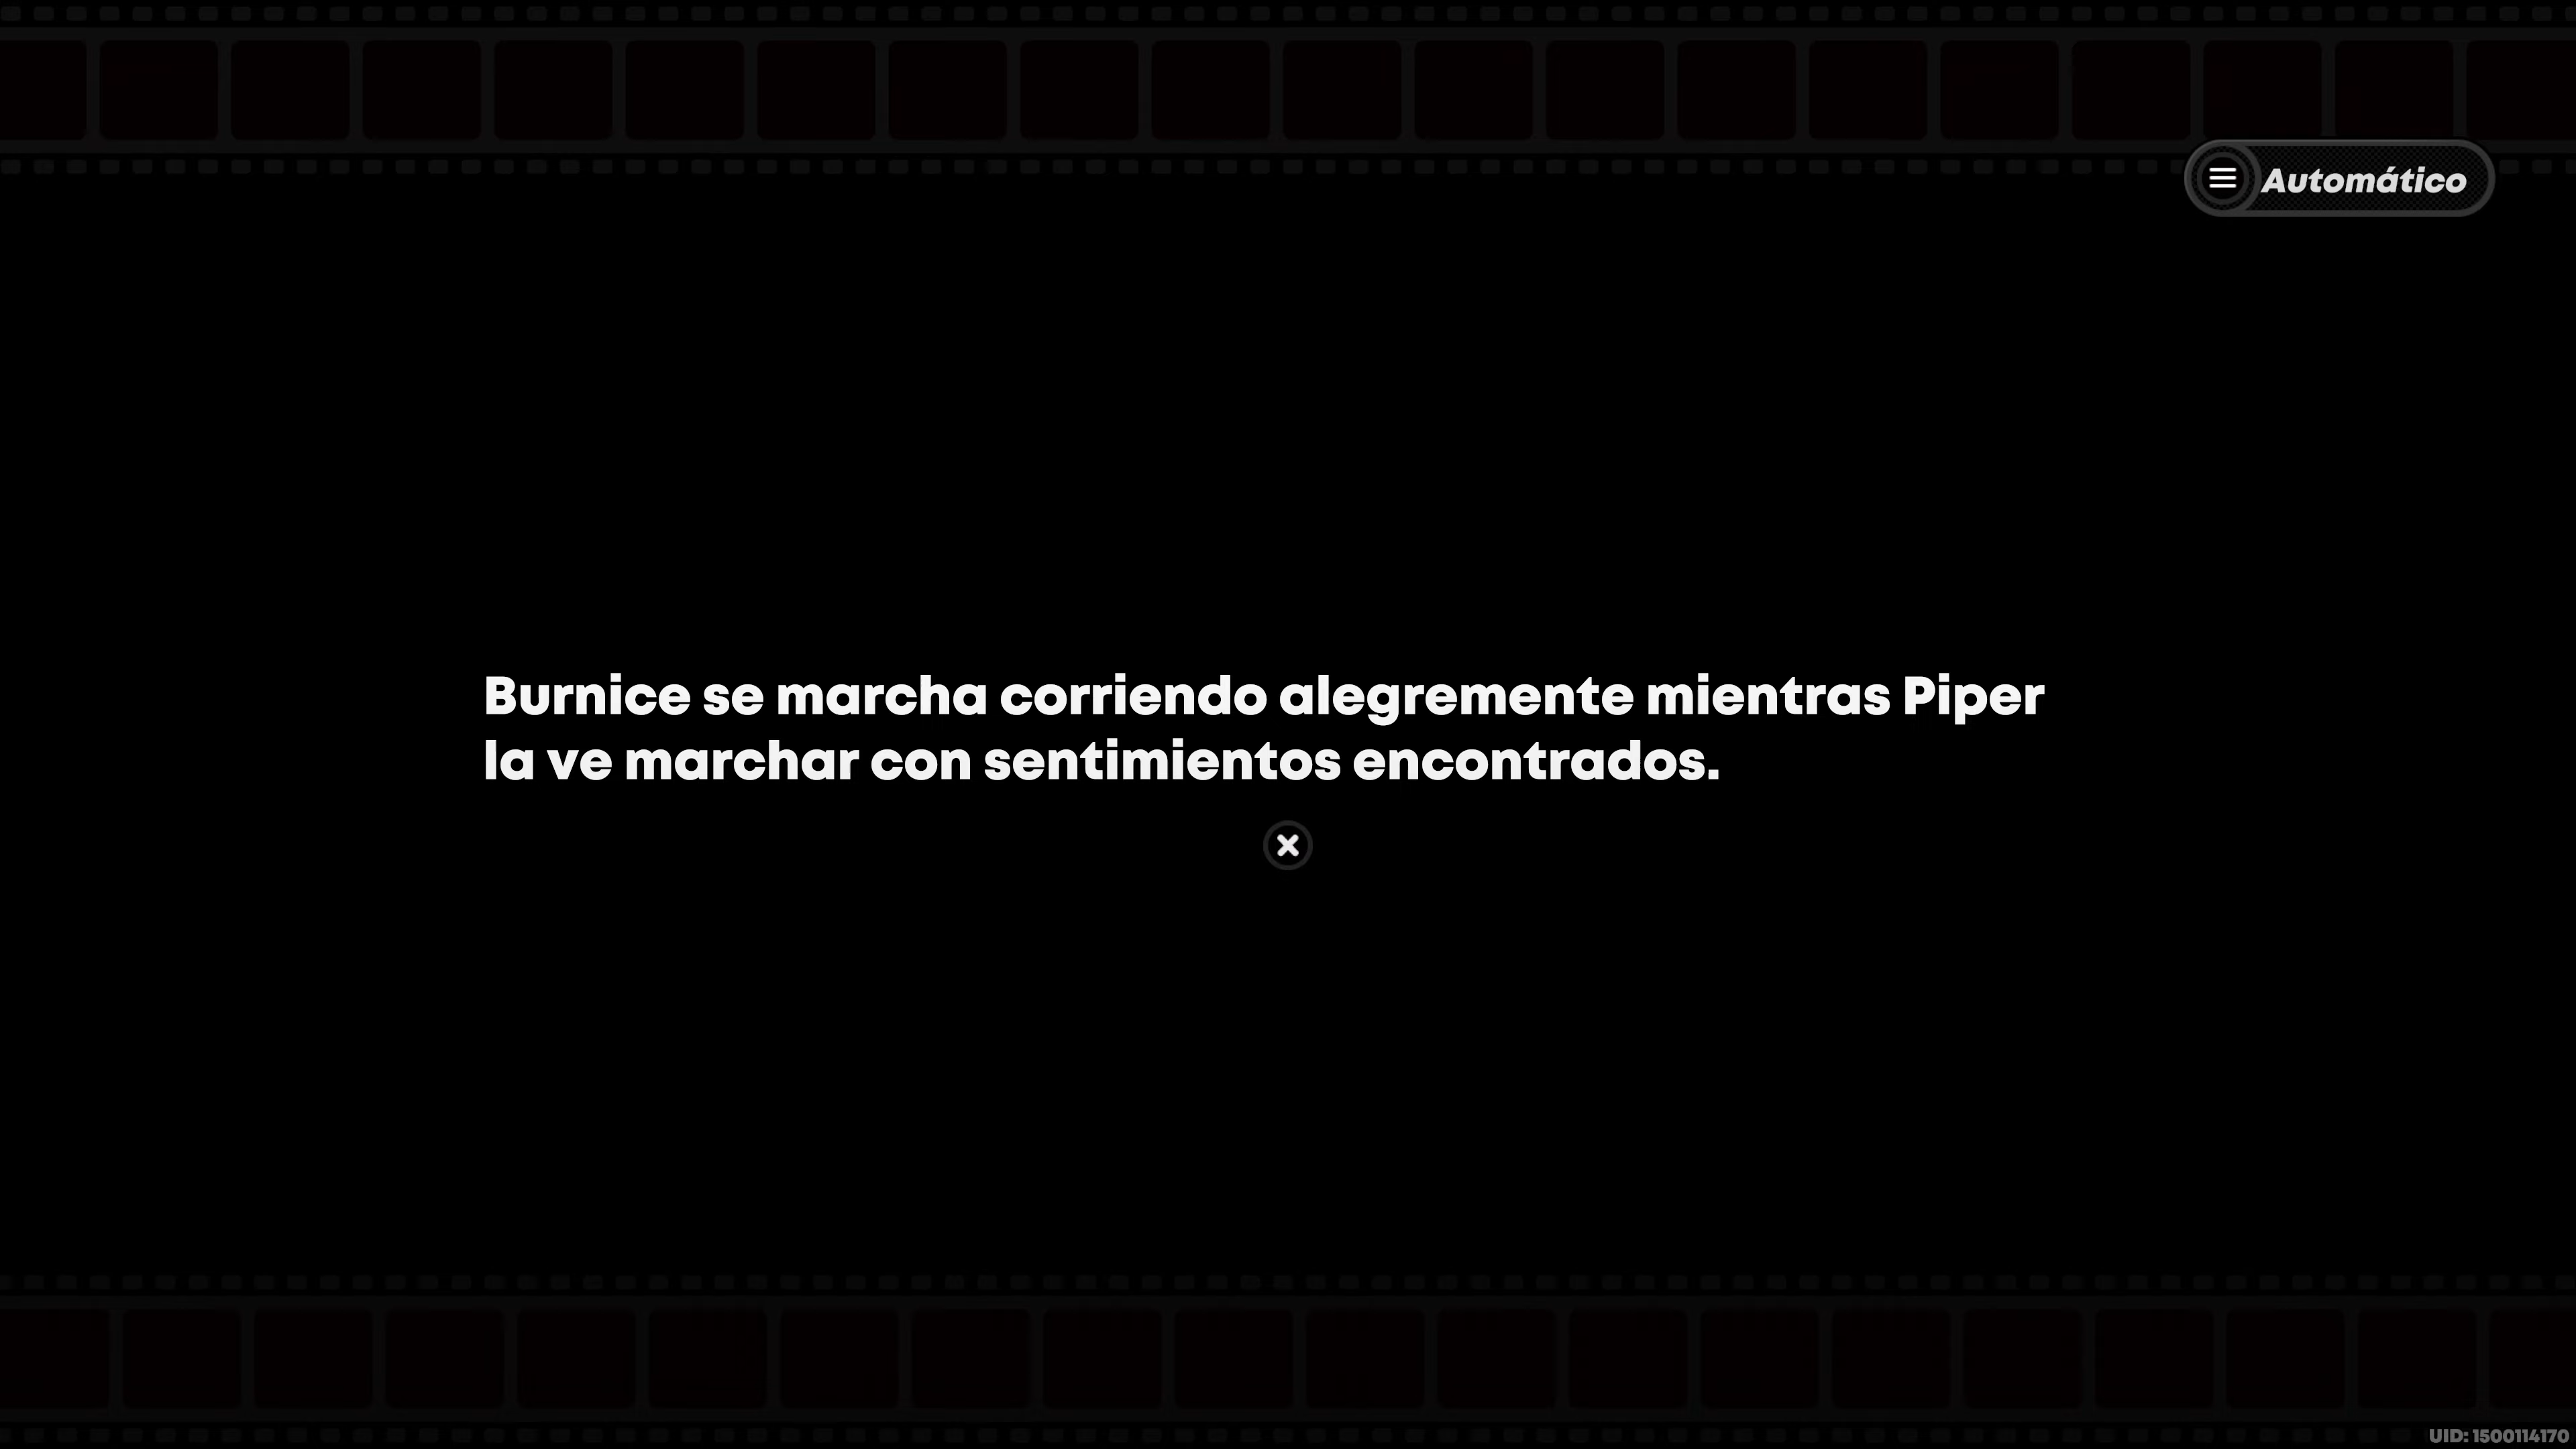 Automático
Burnice se marcha corriendo alegremente mientras Piper
la ve marchar con sentimientos encontrados.
UID: 1500114170